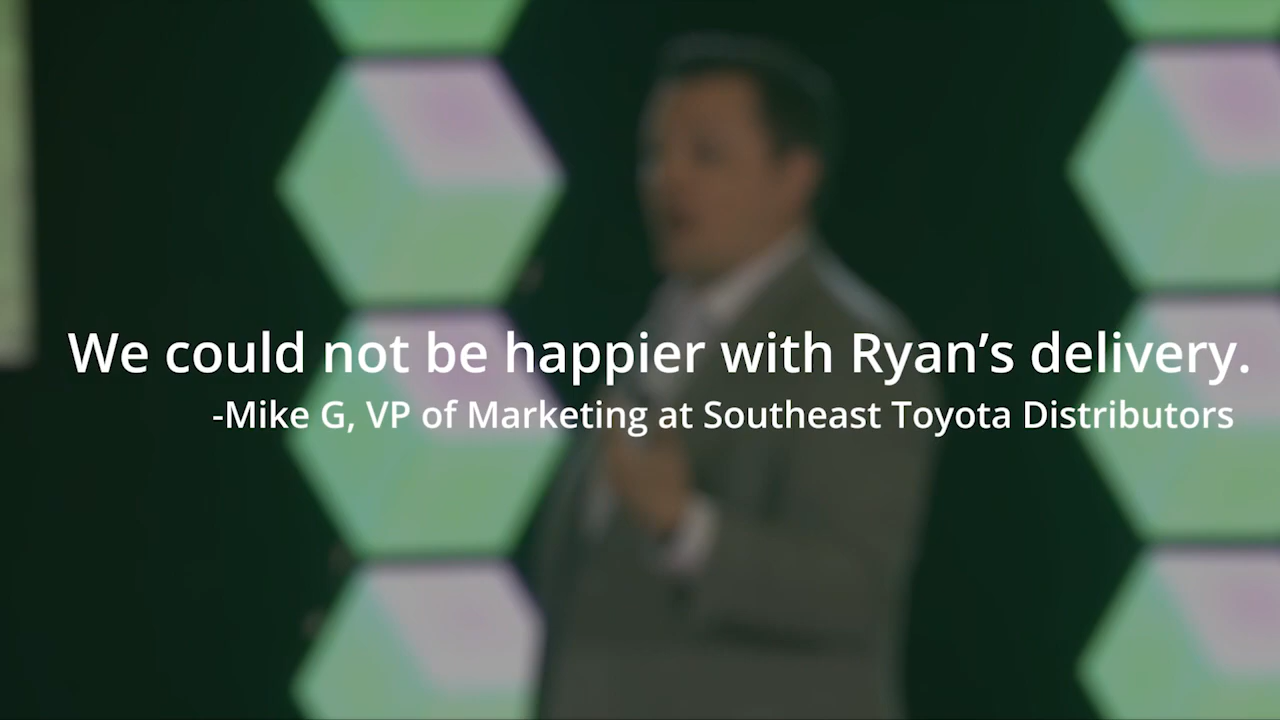 We could not be happier with Ryan’s delivery.
-Mike G, VP of Marketing at Southeast Toyota Distributors